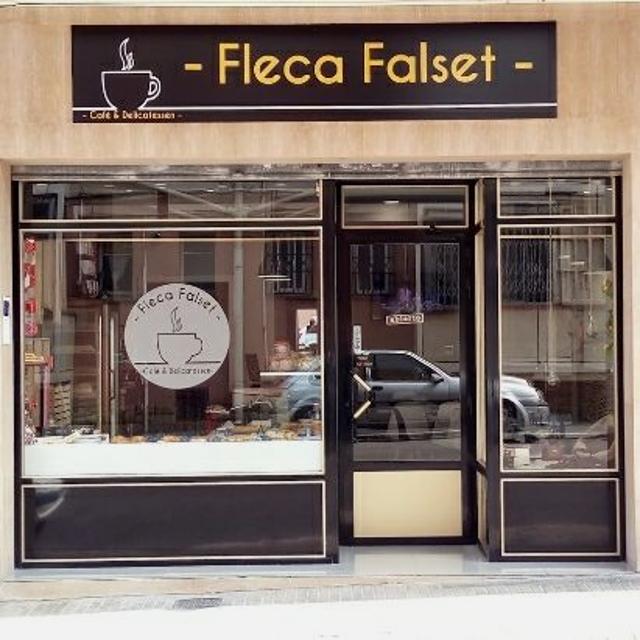 - Fleca Falset -
- Café & Delicatessen -
- Fleca Falset -
- Café & Delicatessen -